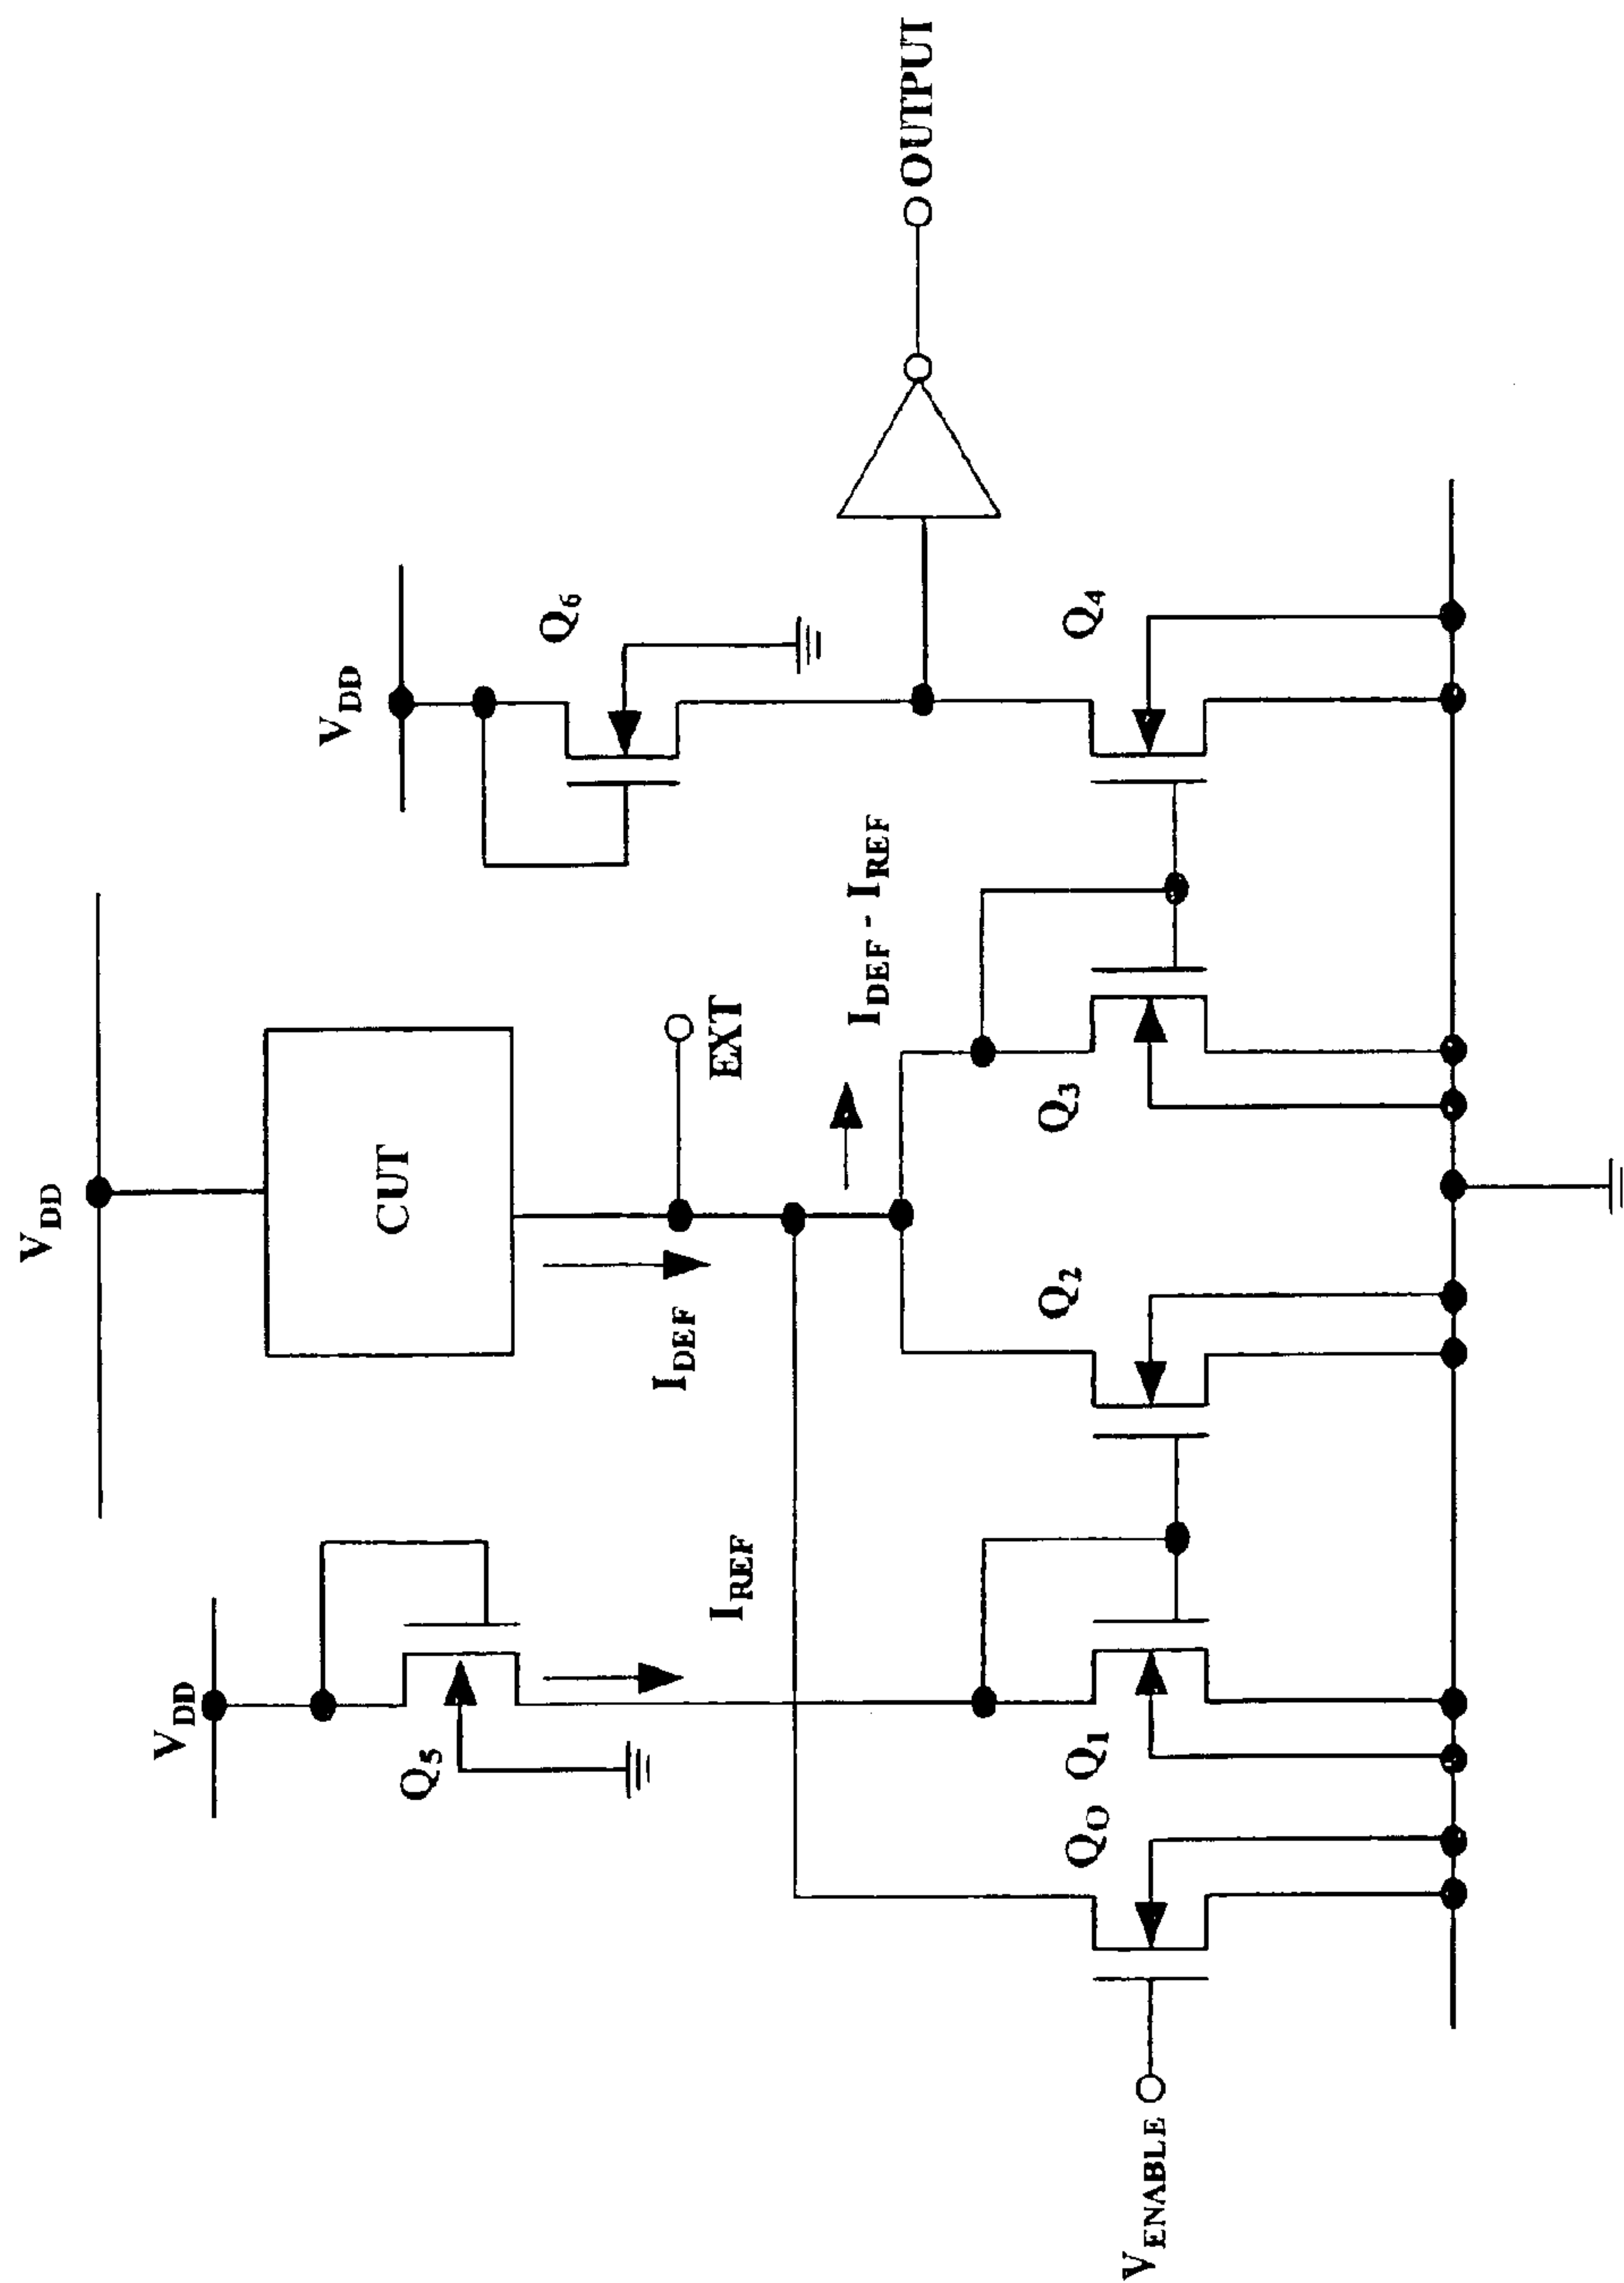 V_DD
V_DD
V_DD
CUT
Q_5
Q_6
I_REF
I_DEF
EXT
I_DEF - I_REF
OUTPUT
V_ENABLE
Q_O
Q_1
Q_2
Q_3
Q_4